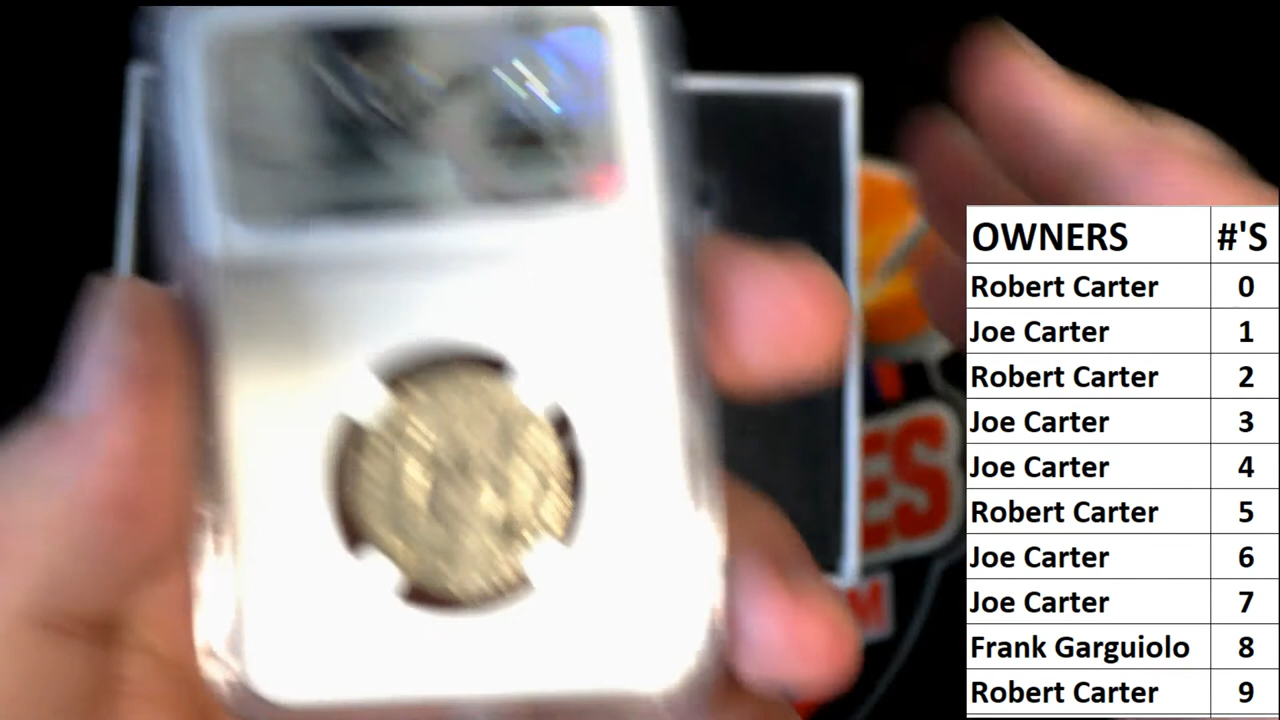 OWNERS #'S
Robert Carter 0
Joe Carter 1
Robert Carter 2
Joe Carter 3
Joe Carter 4
Robert Carter 5
Joe Carter 6
Joe Carter 7
Frank Garguiolo 8
Robert Carter 9
ES
M